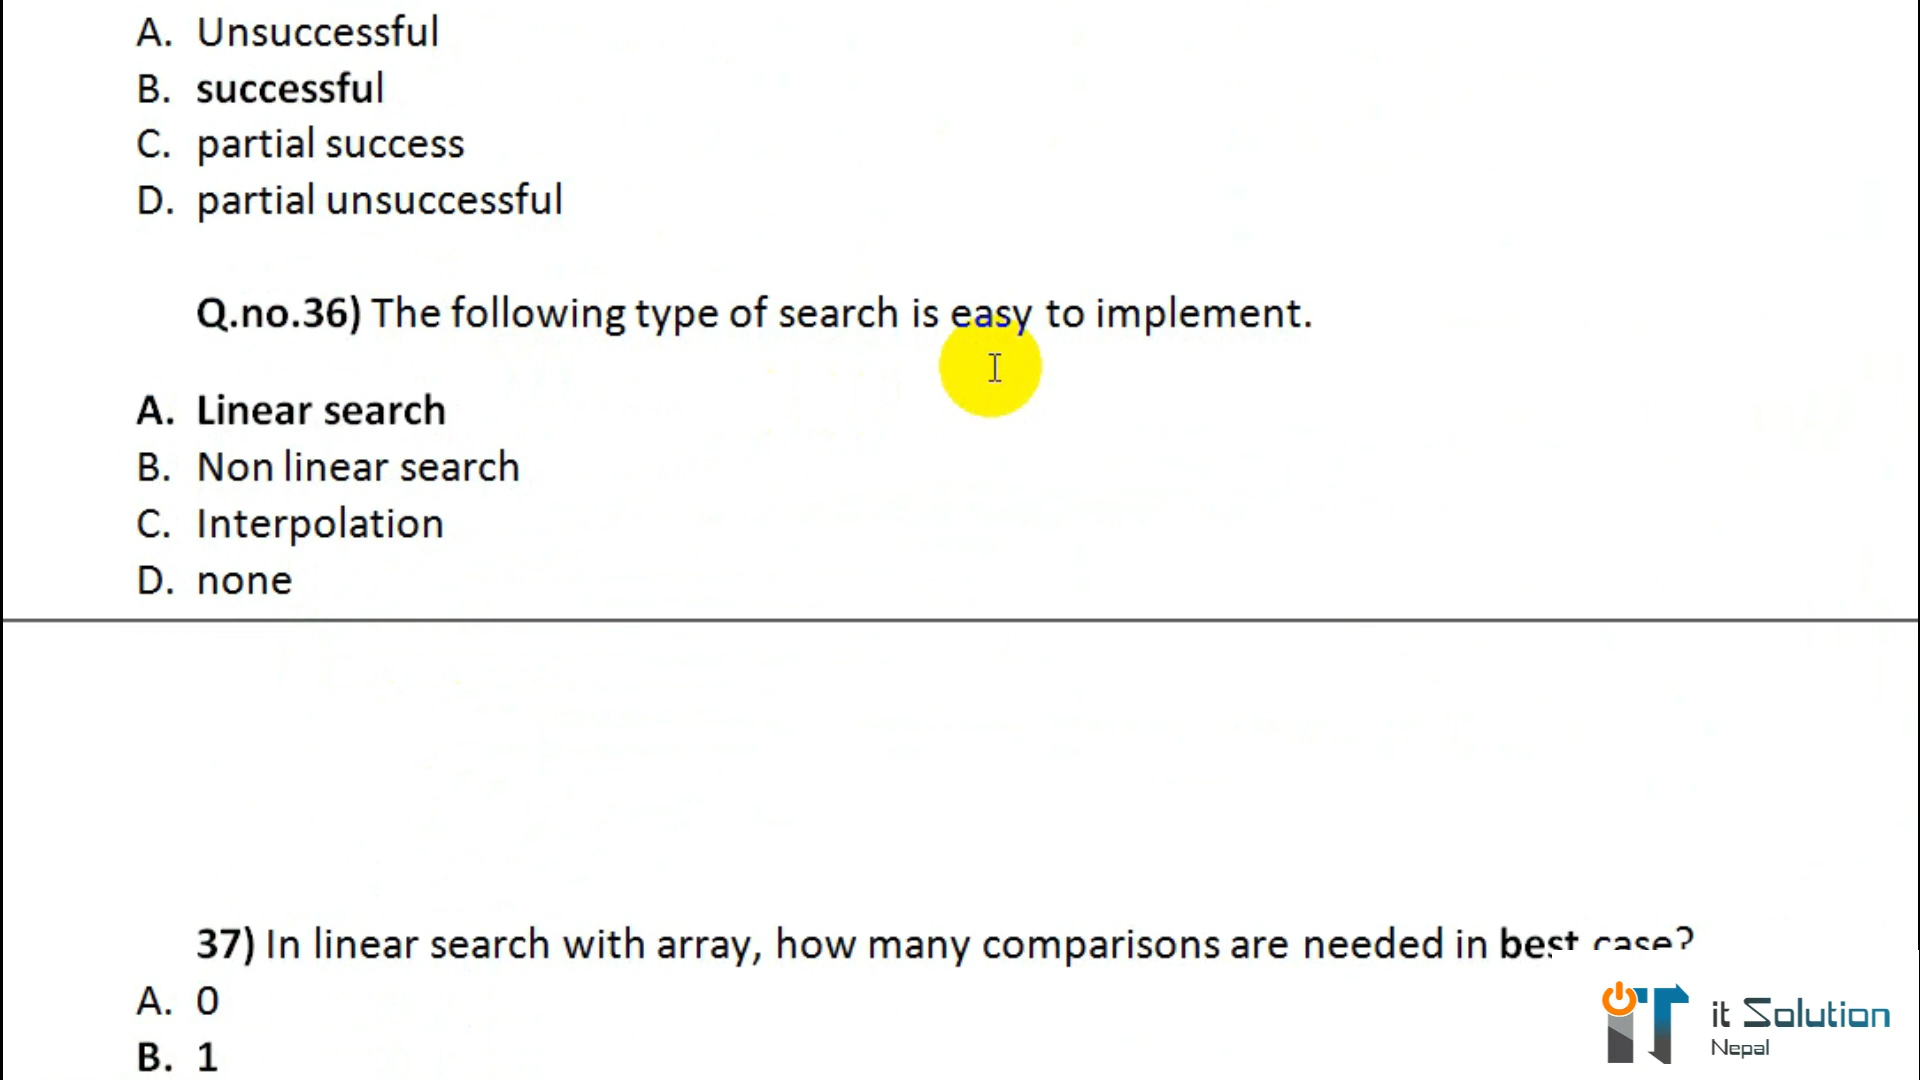 A. Unsuccessful
B. successful
C. partial success
D. partial unsuccessful
Q.no.36) The following type of search is easy to implement.
A. Linear search
B. Non linear search
C. Interpolation
D. none
37) In linear search with array, how many comparisons are needed in best case?
A. 0
B. 1
iT it Solution
Nepal